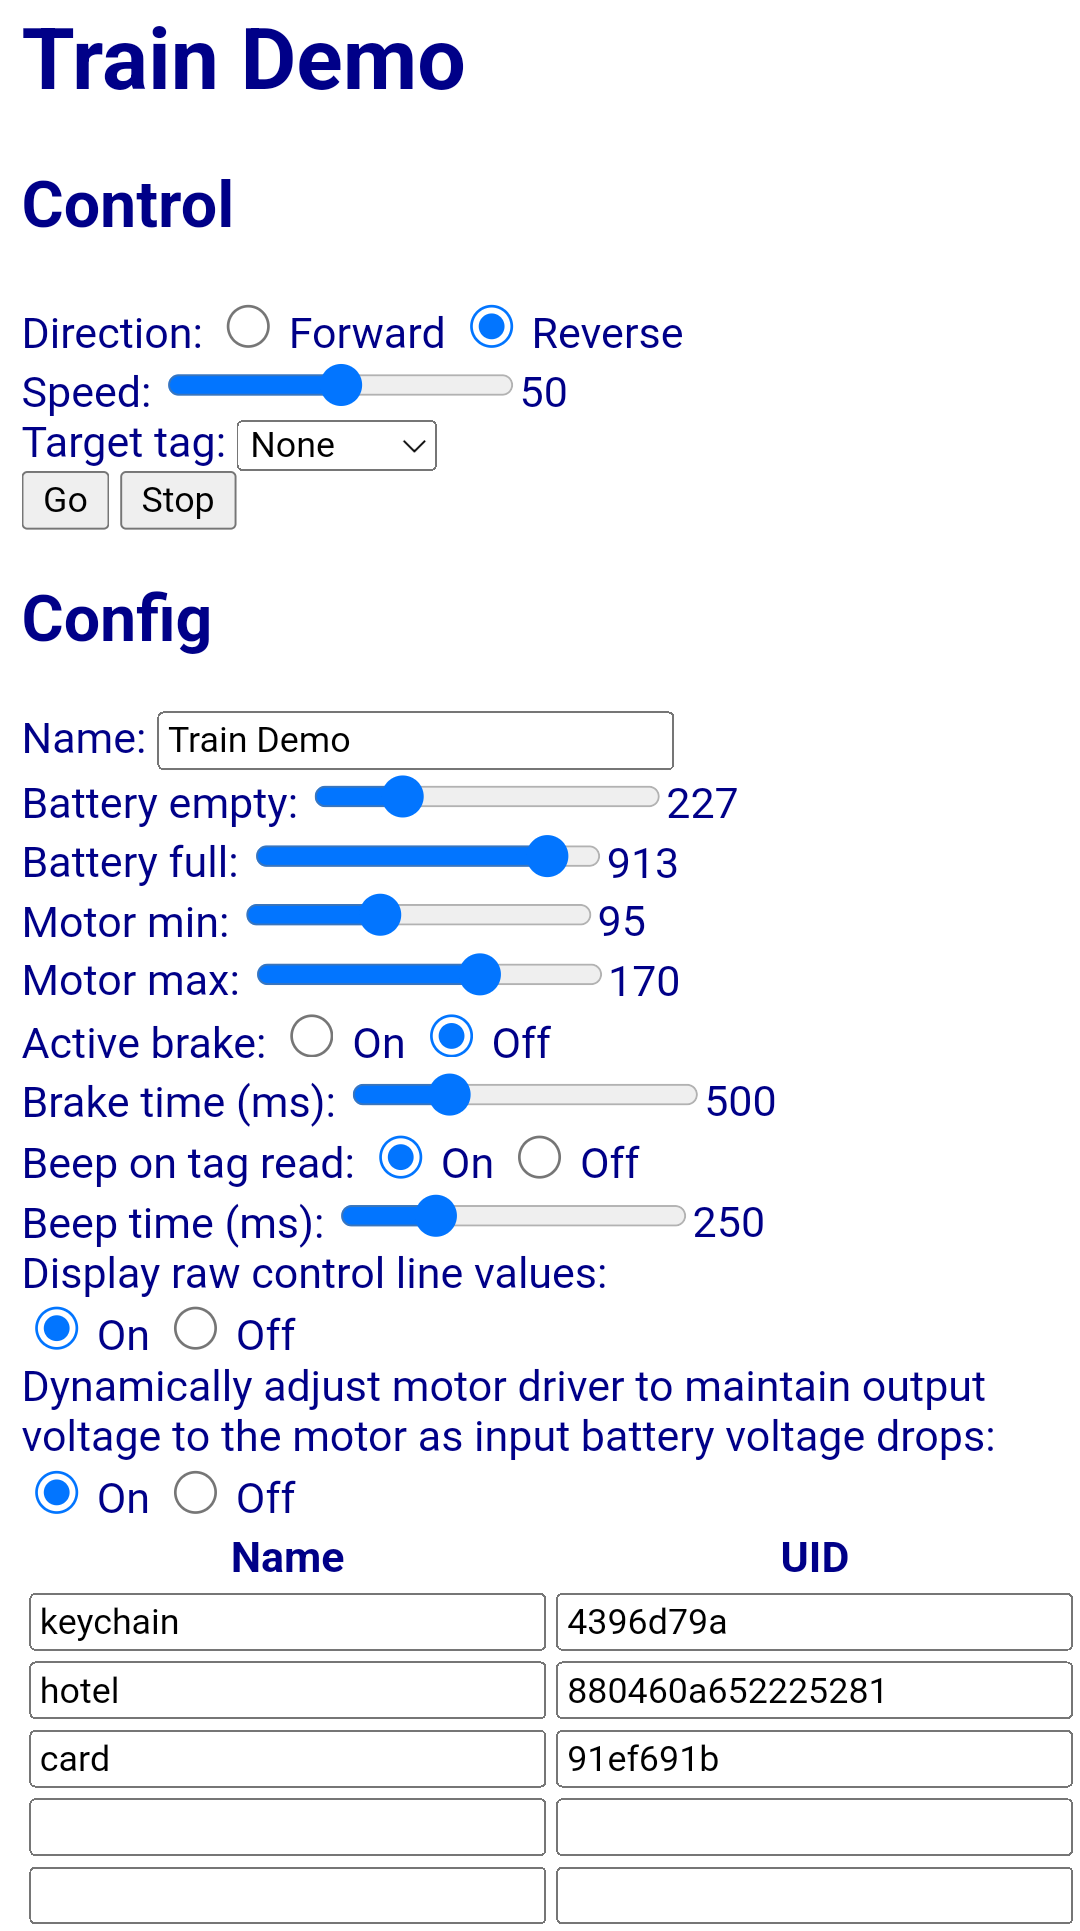 Train Demo
Control
Direction: Forward Reverse
Speed: 50
Target tag: None
Go Stop
Config
Name: Train Demo
Battery empty: 227
Battery full: 913
Motor min: 95
Motor max: 170
Active brake: On Off
Brake time (ms): 500
Beep on tag read: On Off
Beep time (ms): 250
Display raw control line values:
On Off
Dynamically adjust motor driver to maintain output
voltage to the motor as input battery voltage drops:
On Off
Name UID
keychain 4396d79a
hotel 880460a652225281
card 91ef691b